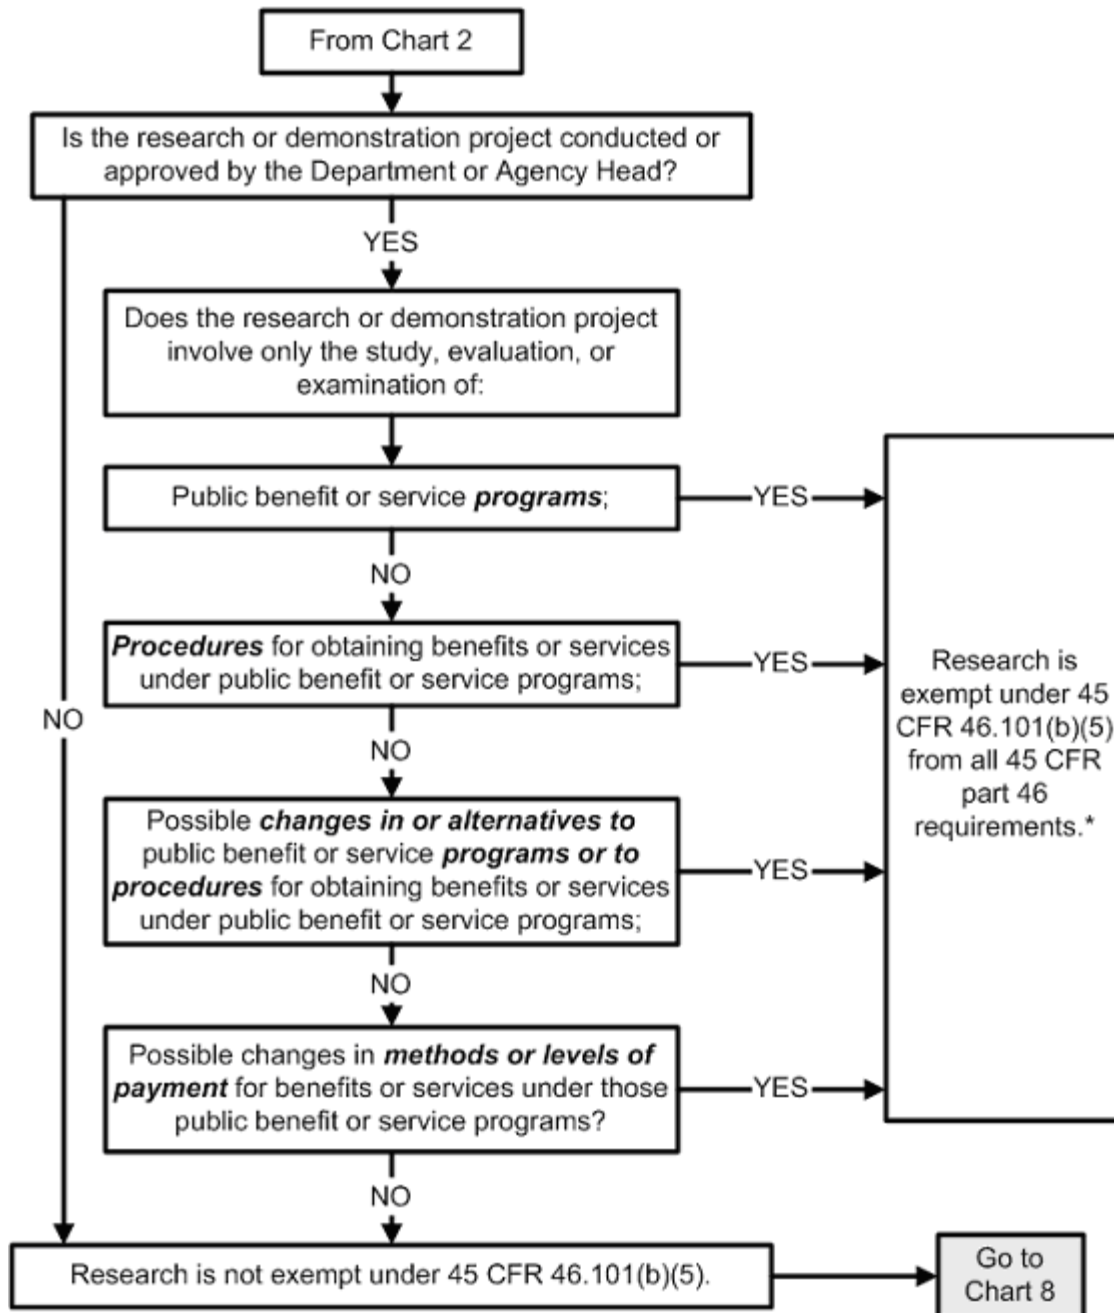 From Chart 2
Is the research or demonstration project conducted or
approved by the Department or Agency Head?
YES
Does the research or demonstration project
involve only the study, evaluation, or
examination of:
Public benefit or service programs;
YES
NO
Procedures for obtaining benefits or services
under public benefit or service programs;
YES
NO
NO
Possible changes in or alternatives to
public benefit or service programs or to
procedures for obtaining benefits or services
under public benefit or service programs;
YES
NO
Possible changes in methods or levels of
payment for benefits or services under those
public benefit or service programs?
YES
NO
Research is
exempt under 45
CFR 46.101(b)(5)
from all 45 CFR
part 46
requirements.*
Research is not exempt under 45 CFR 46.101(b)(5).
Go to
Chart 8